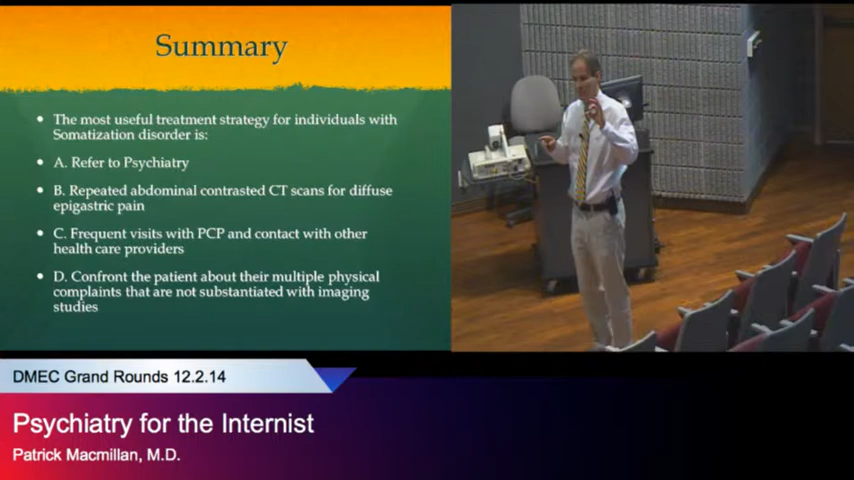 Summary
• The most useful treatment strategy for individuals with
Somatization disorder is:
• A. Refer to Psychiatry
• B. Repeated abdominal contrasted CT scans for diffuse
epigastric pain
• C. Frequent visits with PCP and contact with other
health care providers
• D. Confront the patient about their multiple physical
complaints that are not substantiated with imaging
studies
DMEC Grand Rounds 12.2.14
Psychiatry for the Internist
Patrick Macmillan, M.D.